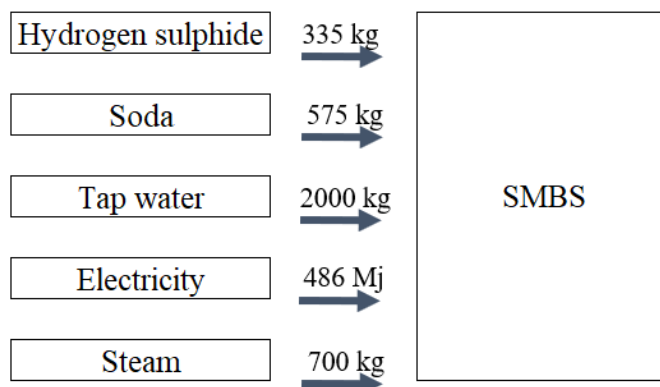 Hydrogen sulphide 335 kg
Soda 575 kg
Tap water 2000 kg
SMBS
Electricity 486 Mj
Steam 700 kg